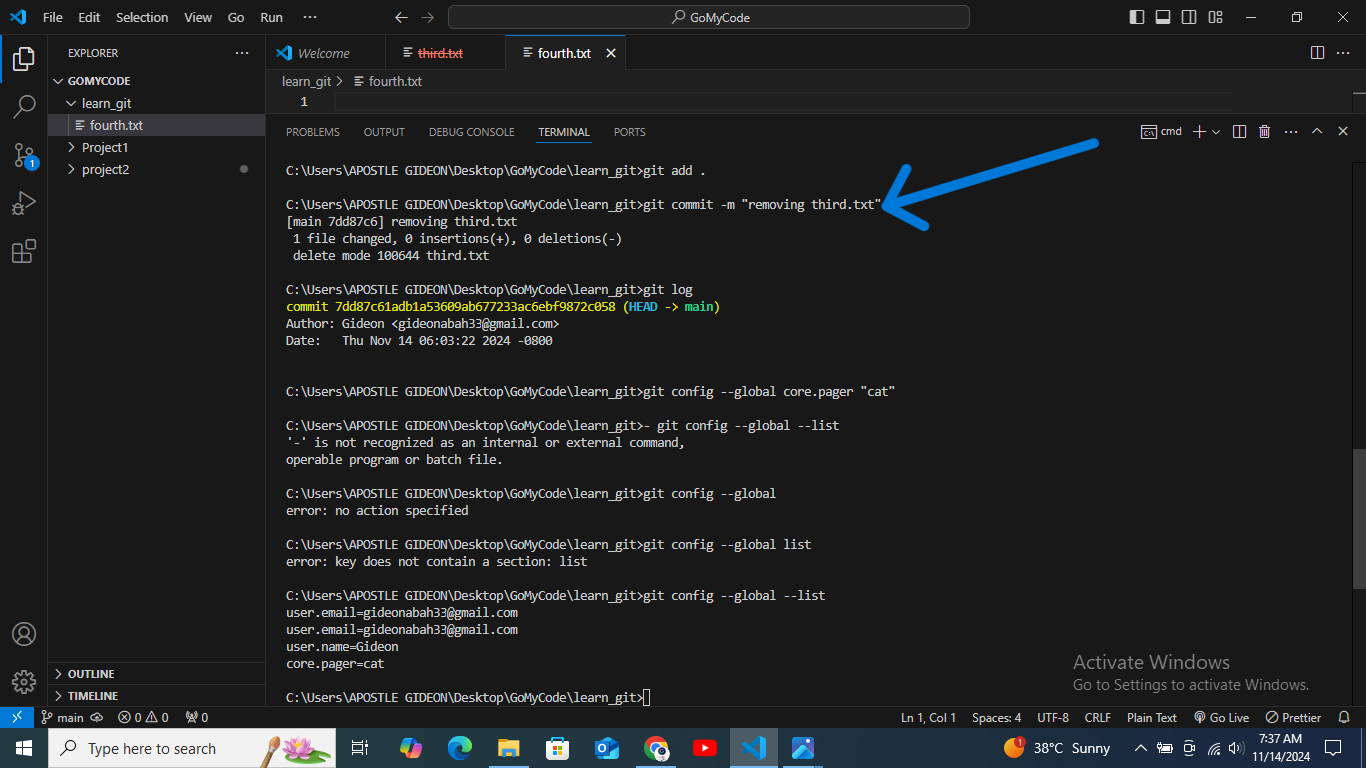 File Edit Selection View Go Run ··· GoMyCode
EXPLORER ···
Welcome third.txt fourth.txt
GOMYCODE
learn_git > fourth.txt
learn_git
1
fourth.txt
Project1
project2
1
PROBLEMS OUTPUT DEBUG CONSOLE TERMINAL PORTS cmd
C:\Users\APOSTLE GIDEON\Desktop\GoMyCode\learn_git>git add .
C:\Users\APOSTLE GIDEON\Desktop\GoMyCode\learn_git>git commit -m "removing third.txt"
[main 7dd87c6] removing third.txt
1 file changed, 0 insertions(+), 0 deletions(-)
delete mode 100644 third.txt
C:\Users\APOSTLE GIDEON\Desktop\GoMyCode\learn_git>git log
commit 7dd87c61adb1a53609ab677233ac6ebf9872c058 (HEAD -> main)
Author: Gideon <gideonabah33@gmail.com>
Date: Thu Nov 14 06:03:22 2024 -0800
C:\Users\APOSTLE GIDEON\Desktop\GoMyCode\learn_git>git config --global core.pager "cat"
C:\Users\APOSTLE GIDEON\Desktop\GoMyCode\learn_git>- git config --global --list
'-' is not recognized as an internal or external command,
operable program or batch file.
C:\Users\APOSTLE GIDEON\Desktop\GoMyCode\learn_git>git config --global
error: no action specified
C:\Users\APOSTLE GIDEON\Desktop\GoMyCode\learn_git>git config --global list
error: key does not contain a section: list
C:\Users\APOSTLE GIDEON\Desktop\GoMyCode\learn_git>git config --global --list
user.email=gideonabah33@gmail.com
user.email=gideonabah33@gmail.com
user.name=Gideon
core.pager=cat
C:\Users\APOSTLE GIDEON\Desktop\GoMyCode\learn_git>
OUTLINE
TIMELINE
Activate Windows
Go to Settings to activate Windows.
main 0 0 0 Ln 1, Col 1 Spaces: 4 UTF-8 CRLF Plain Text Go Live Prettier
Type here to search 38°C Sunny 7:37 AM
11/14/2024